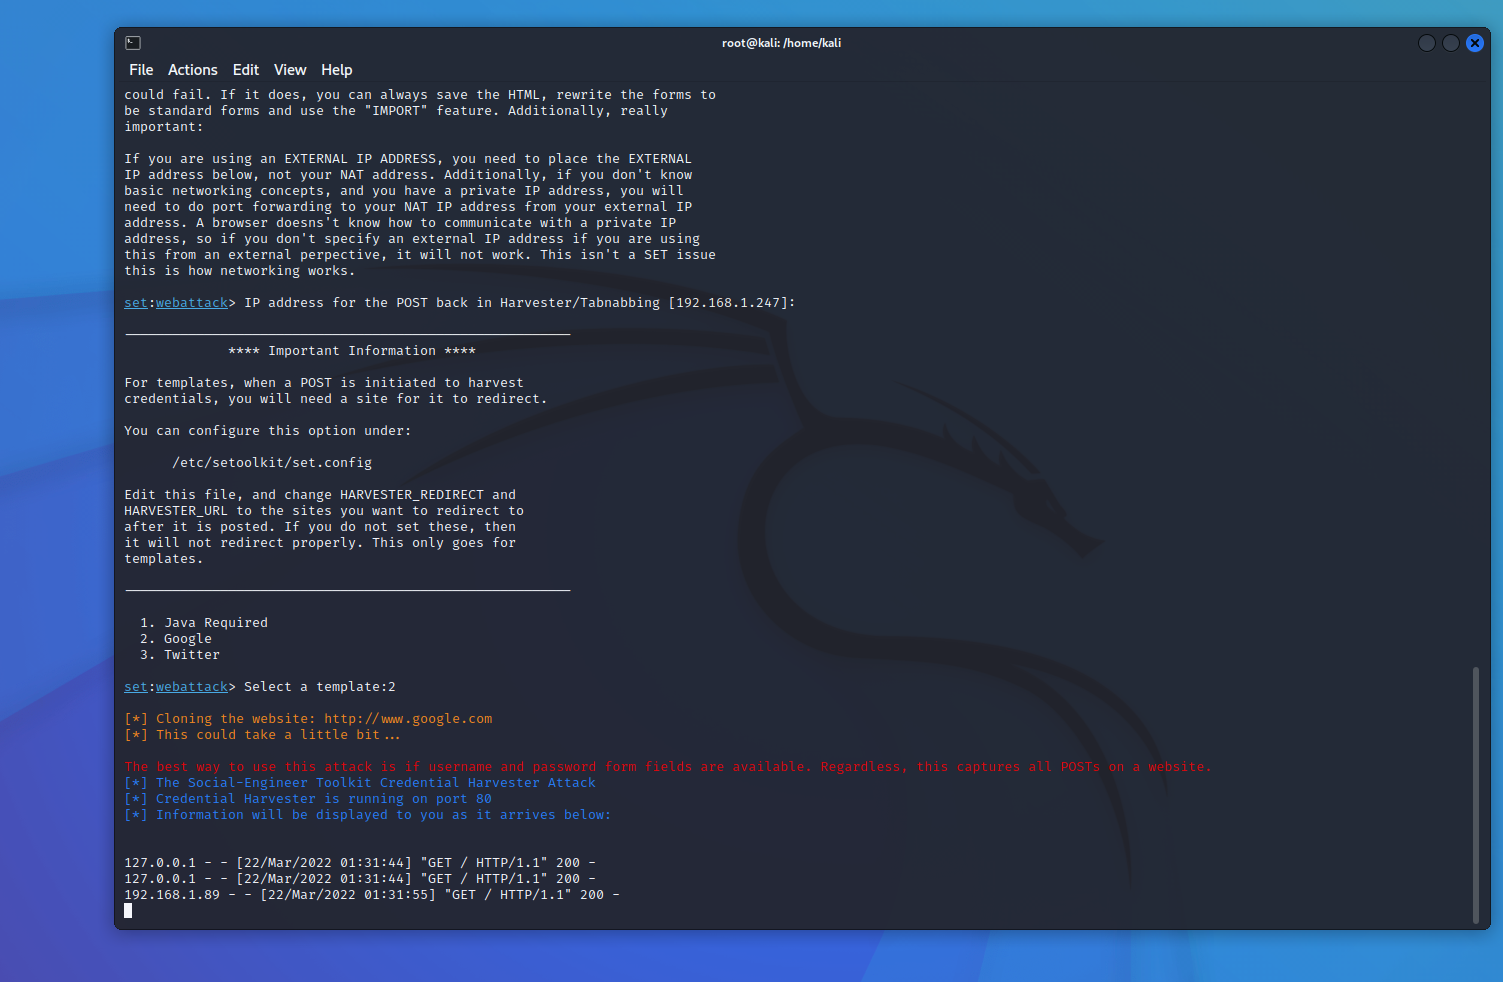 root@kali: /home/kali
File Actions Edit View Help
could fail. If it does, you can always save the HTML, rewrite the forms to
be standard forms and use the "IMPORT" feature. Additionally, really
important:
If you are using an EXTERNAL IP ADDRESS, you need to place the EXTERNAL
IP address below, not your NAT address. Additionally, if you don't know
basic networking concepts, and you have a private IP address, you will
need to do port forwarding to your NAT IP address from your external IP
address. A browser doesns't know how to communicate with a private IP
address, so if you don't specify an external IP address if you are using
this from an external perpective, it will not work. This isn't a SET issue
this is how networking works.
set:webattack> IP address for the POST back in Harvester/Tabnabbing [192.168.1.247]:
**** Important Information ****
For templates, when a POST is initiated to harvest
credentials, you will need a site for it to redirect.
You can configure this option under:
/etc/setoolkit/set.config
Edit this file, and change HARVESTER_REDIRECT and
HARVESTER_URL to the sites you want to redirect to
after it is posted. If you do not set these, then
it will not redirect properly. This only goes for
templates.
1. Java Required
2. Google
3. Twitter
set:webattack> Select a template:2
[*] Cloning the website: http://www.google.com
[*] This could take a little bit...
The best way to use this attack is if username and password form fields are available. Regardless, this captures all POSTs on a website.
[*] The Social-Engineer Toolkit Credential Harvester Attack
[*] Credential Harvester is running on port 80
[*] Information will be displayed to you as it arrives below:
127.0.0.1 - - [22/Mar/2022 01:31:44] "GET / HTTP/1.1" 200 -
127.0.0.1 - - [22/Mar/2022 01:31:44] "GET / HTTP/1.1" 200 -
192.168.1.89 - - [22/Mar/2022 01:31:55] "GET / HTTP/1.1" 200 -